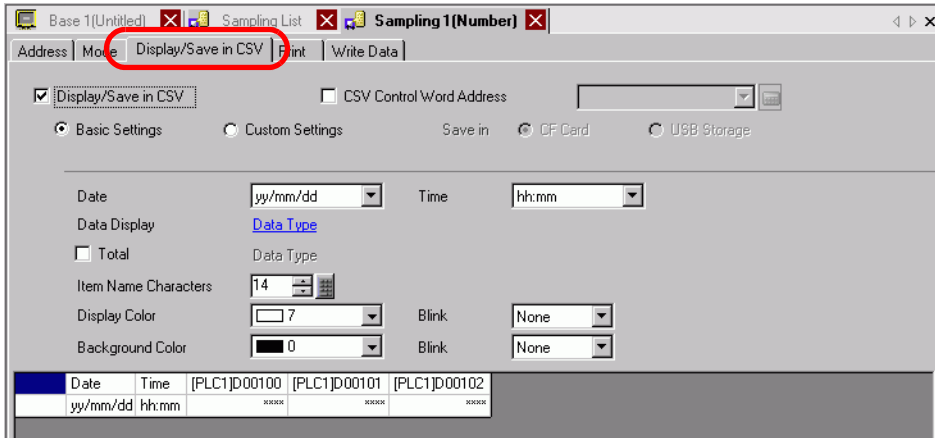 Base 1(Untitled) Sampling List Sampling 1(Number)
Address Mode Display/Save in CSV Print Write Data
Display/Save in CSV CSV Control Word Address
Basic Settings Custom Settings Save in CF Card USB Storage
Date yy/mm/dd Time hh:mm
Data Display Data Type
Total Data Type
Item Name Characters 14
Display Color 7 Blink None
Background Color 0 Blink None
Date Time [PLC1]D00100 [PLC1]D00101 [PLC1]D00102
yy/mm/dd hh:mm **** **** ****